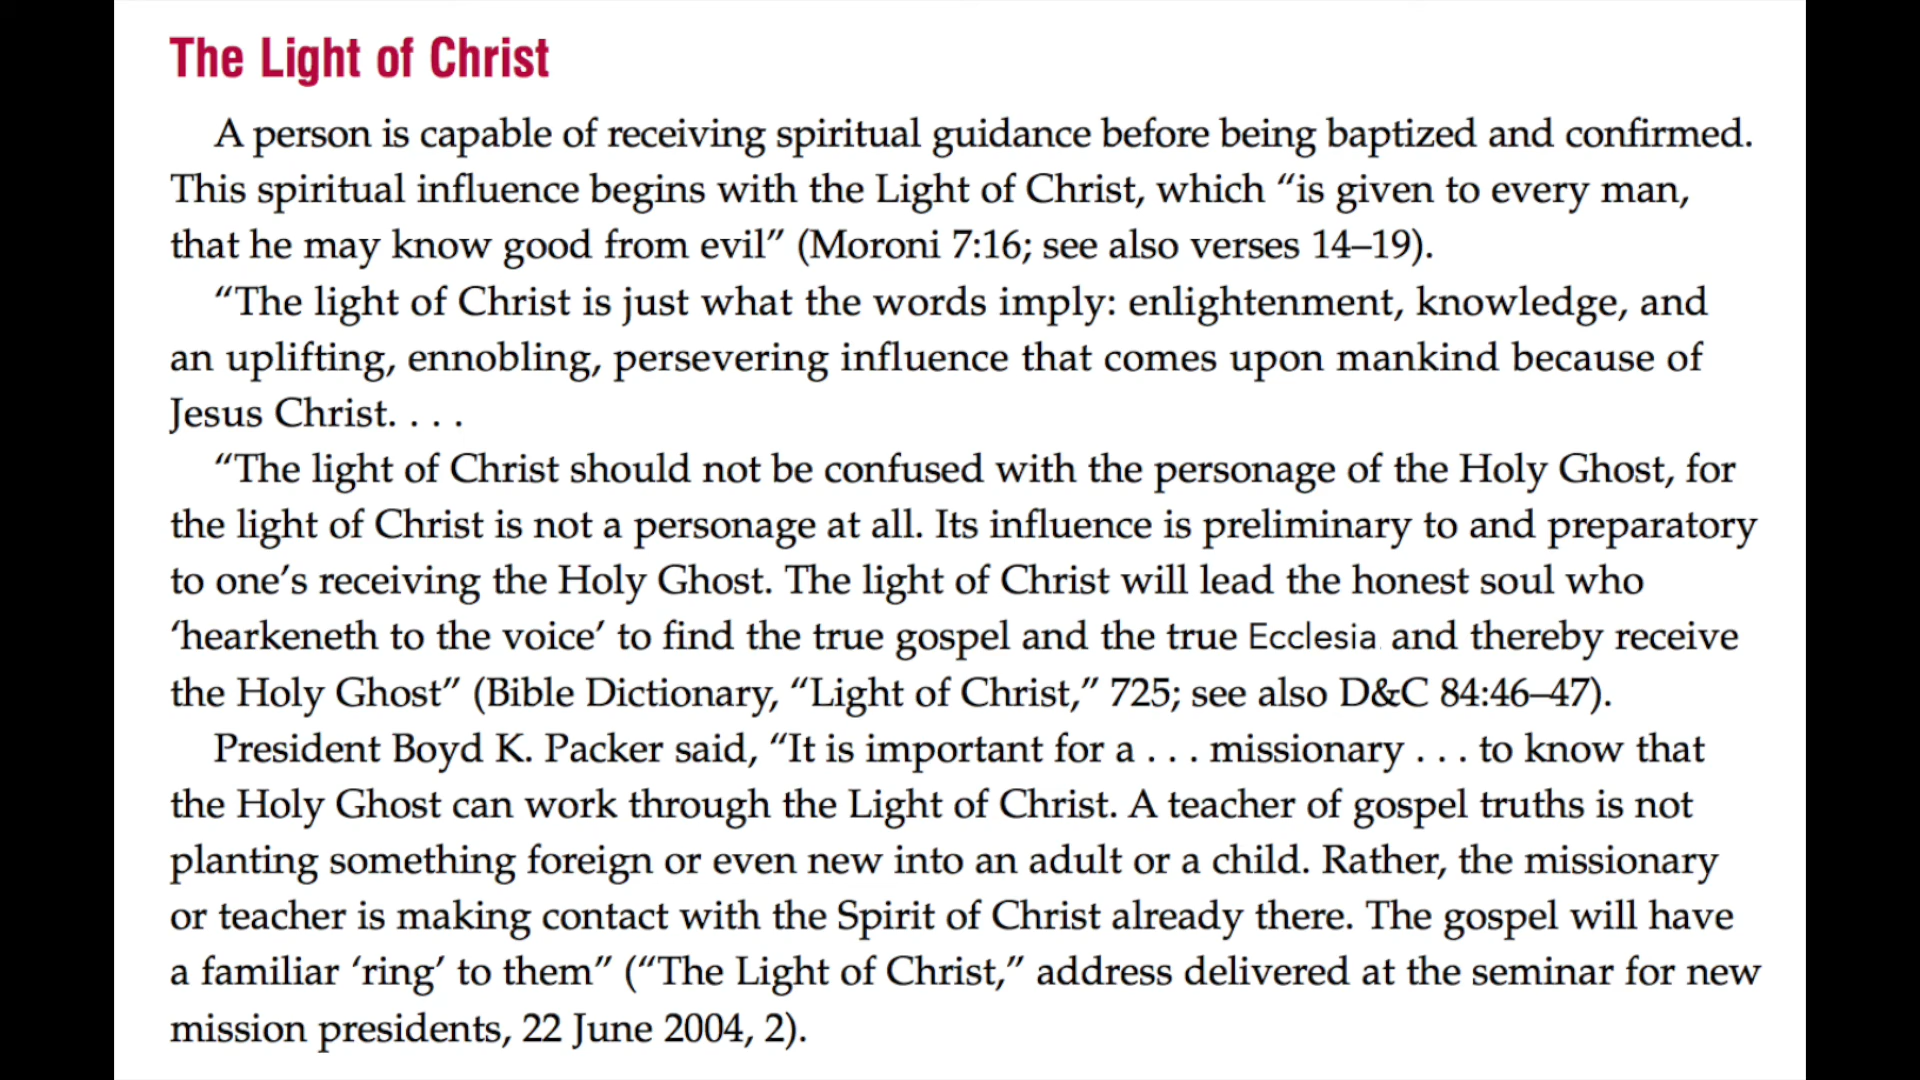 The Light of Christ
A person is capable of receiving spiritual guidance before being baptized and confirmed.
This spiritual influence begins with the Light of Christ, which “is given to every man,
that he may know good from evil” (Moroni 7:16; see also verses 14–19).
“The light of Christ is just what the words imply: enlightenment, knowledge, and
an uplifting, ennobling, persevering influence that comes upon mankind because of
Jesus Christ. . . .
“The light of Christ should not be confused with the personage of the Holy Ghost, for
the light of Christ is not a personage at all. Its influence is preliminary to and preparatory
to one’s receiving the Holy Ghost. The light of Christ will lead the honest soul who
‘hearkeneth to the voice’ to find the true gospel and the true Ecclesia and thereby receive
the Holy Ghost” (Bible Dictionary, “Light of Christ,” 725; see also D&C 84:46–47).
President Boyd K. Packer said, “It is important for a . . . missionary . . . to know that
the Holy Ghost can work through the Light of Christ. A teacher of gospel truths is not
planting something foreign or even new into an adult or a child. Rather, the missionary
or teacher is making contact with the Spirit of Christ already there. The gospel will have
a familiar ‘ring’ to them” (“The Light of Christ,” address delivered at the seminar for new
mission presidents, 22 June 2004, 2).